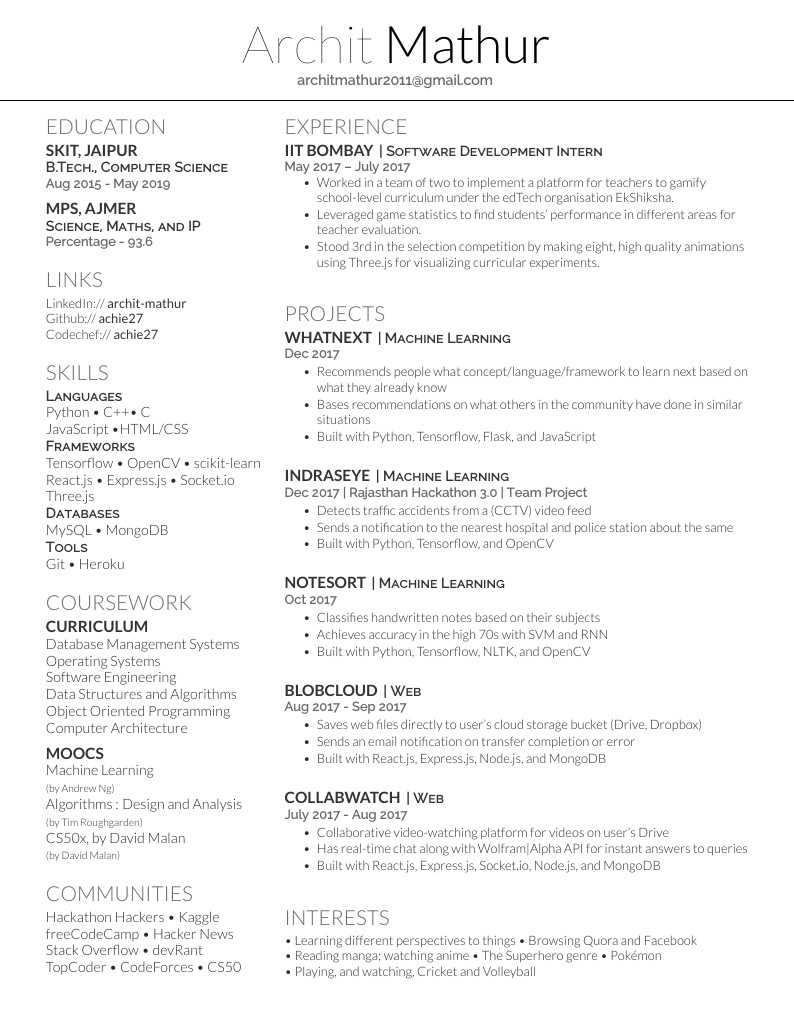 Archit Mathur
architmathur2011@gmail.com
EDUCATION
SKIT, JAIPUR
B.Tech., Computer Science
Aug 2015 - May 2019
MPS, AJMER
Science, Maths, and IP
Percentage - 93.6
LINKS
LinkedIn:// archit-mathur
Github:// achie27
Codechef:// achie27
SKILLS
Languages
Python • C++• C
JavaScript •HTML/CSS
Frameworks
Tensorflow • OpenCV • scikit-learn
React.js • Express.js • Socket.io
Three.js
Databases
MySQL • MongoDB
Tools
Git • Heroku
COURSEWORK
CURRICULUM
Database Management Systems
Operating Systems
Software Engineering
Data Structures and Algorithms
Object Oriented Programming
Computer Architecture
MOOCS
Machine Learning
(by Andrew Ng)
Algorithms : Design and Analysis
(by Tim Roughgarden)
CS50x, by David Malan
(by David Malan)
COMMUNITIES
Hackathon Hackers • Kaggle
freeCodeCamp • Hacker News
Stack Overflow • devRant
TopCoder • CodeForces • CS50
EXPERIENCE
IIT BOMBAY | Software Development Intern
May 2017 – July 2017
• Worked in a team of two to implement a platform for teachers to gamify
school-level curriculum under the edTech organisation EkShiksha.
• Leveraged game statistics to find students' performance in different areas for
teacher evaluation.
• Stood 3rd in the selection competition by making eight, high quality animations
using Three.js for visualizing curricular experiments.
PROJECTS
WHATNEXT | Machine Learning
Dec 2017
• Recommends people what concept/language/framework to learn next based on
what they already know
• Bases recommendations on what others in the community have done in similar
situations
• Built with Python, Tensorflow, Flask, and JavaScript
INDRASEYE | Machine Learning
Dec 2017 | Rajasthan Hackathon 3.0 | Team Project
• Detects traffic accidents from a (CCTV) video feed
• Sends a notification to the nearest hospital and police station about the same
• Built with Python, Tensorflow, and OpenCV
NOTESORT | Machine Learning
Oct 2017
• Classifies handwritten notes based on their subjects
• Achieves accuracy in the high 70s with SVM and RNN
• Built with Python, Tensorflow, NLTK, and OpenCV
BLOBCLOUD | Web
Aug 2017 - Sep 2017
• Saves web files directly to user's cloud storage bucket (Drive, Dropbox)
• Sends an email notification on transfer completion or error
• Built with React.js, Express.js, Node.js, and MongoDB
COLLABWATCH | Web
July 2017 - Aug 2017
• Collaborative video-watching platform for videos on user's Drive
• Has real-time chat along with Wolfram|Alpha API for instant answers to queries
• Built with React.js, Express.js, Socket.io, Node.js, and MongoDB
INTERESTS
• Learning different perspectives to things • Browsing Quora and Facebook
• Reading manga; watching anime • The Superhero genre • Pokémon
• Playing, and watching, Cricket and Volleyball